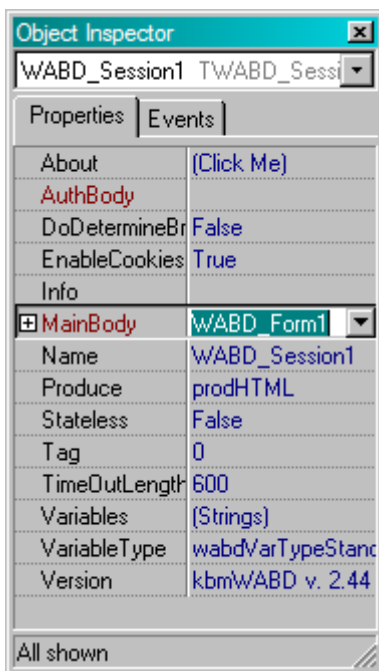 Object Inspector
WABD_Session1 TWABD_Sessi
Properties Events
About (Click Me)
AuthBody
DoDetermineBr False
EnableCookies True
Info
MainBody WABD_Form1
Name WABD_Session1
Produce prodHTML
Stateless False
Tag 0
TimeOutLength 600
Variables (Strings)
VariableType wabdVarTypeStand
Version kbmWABD v. 2.44
All shown